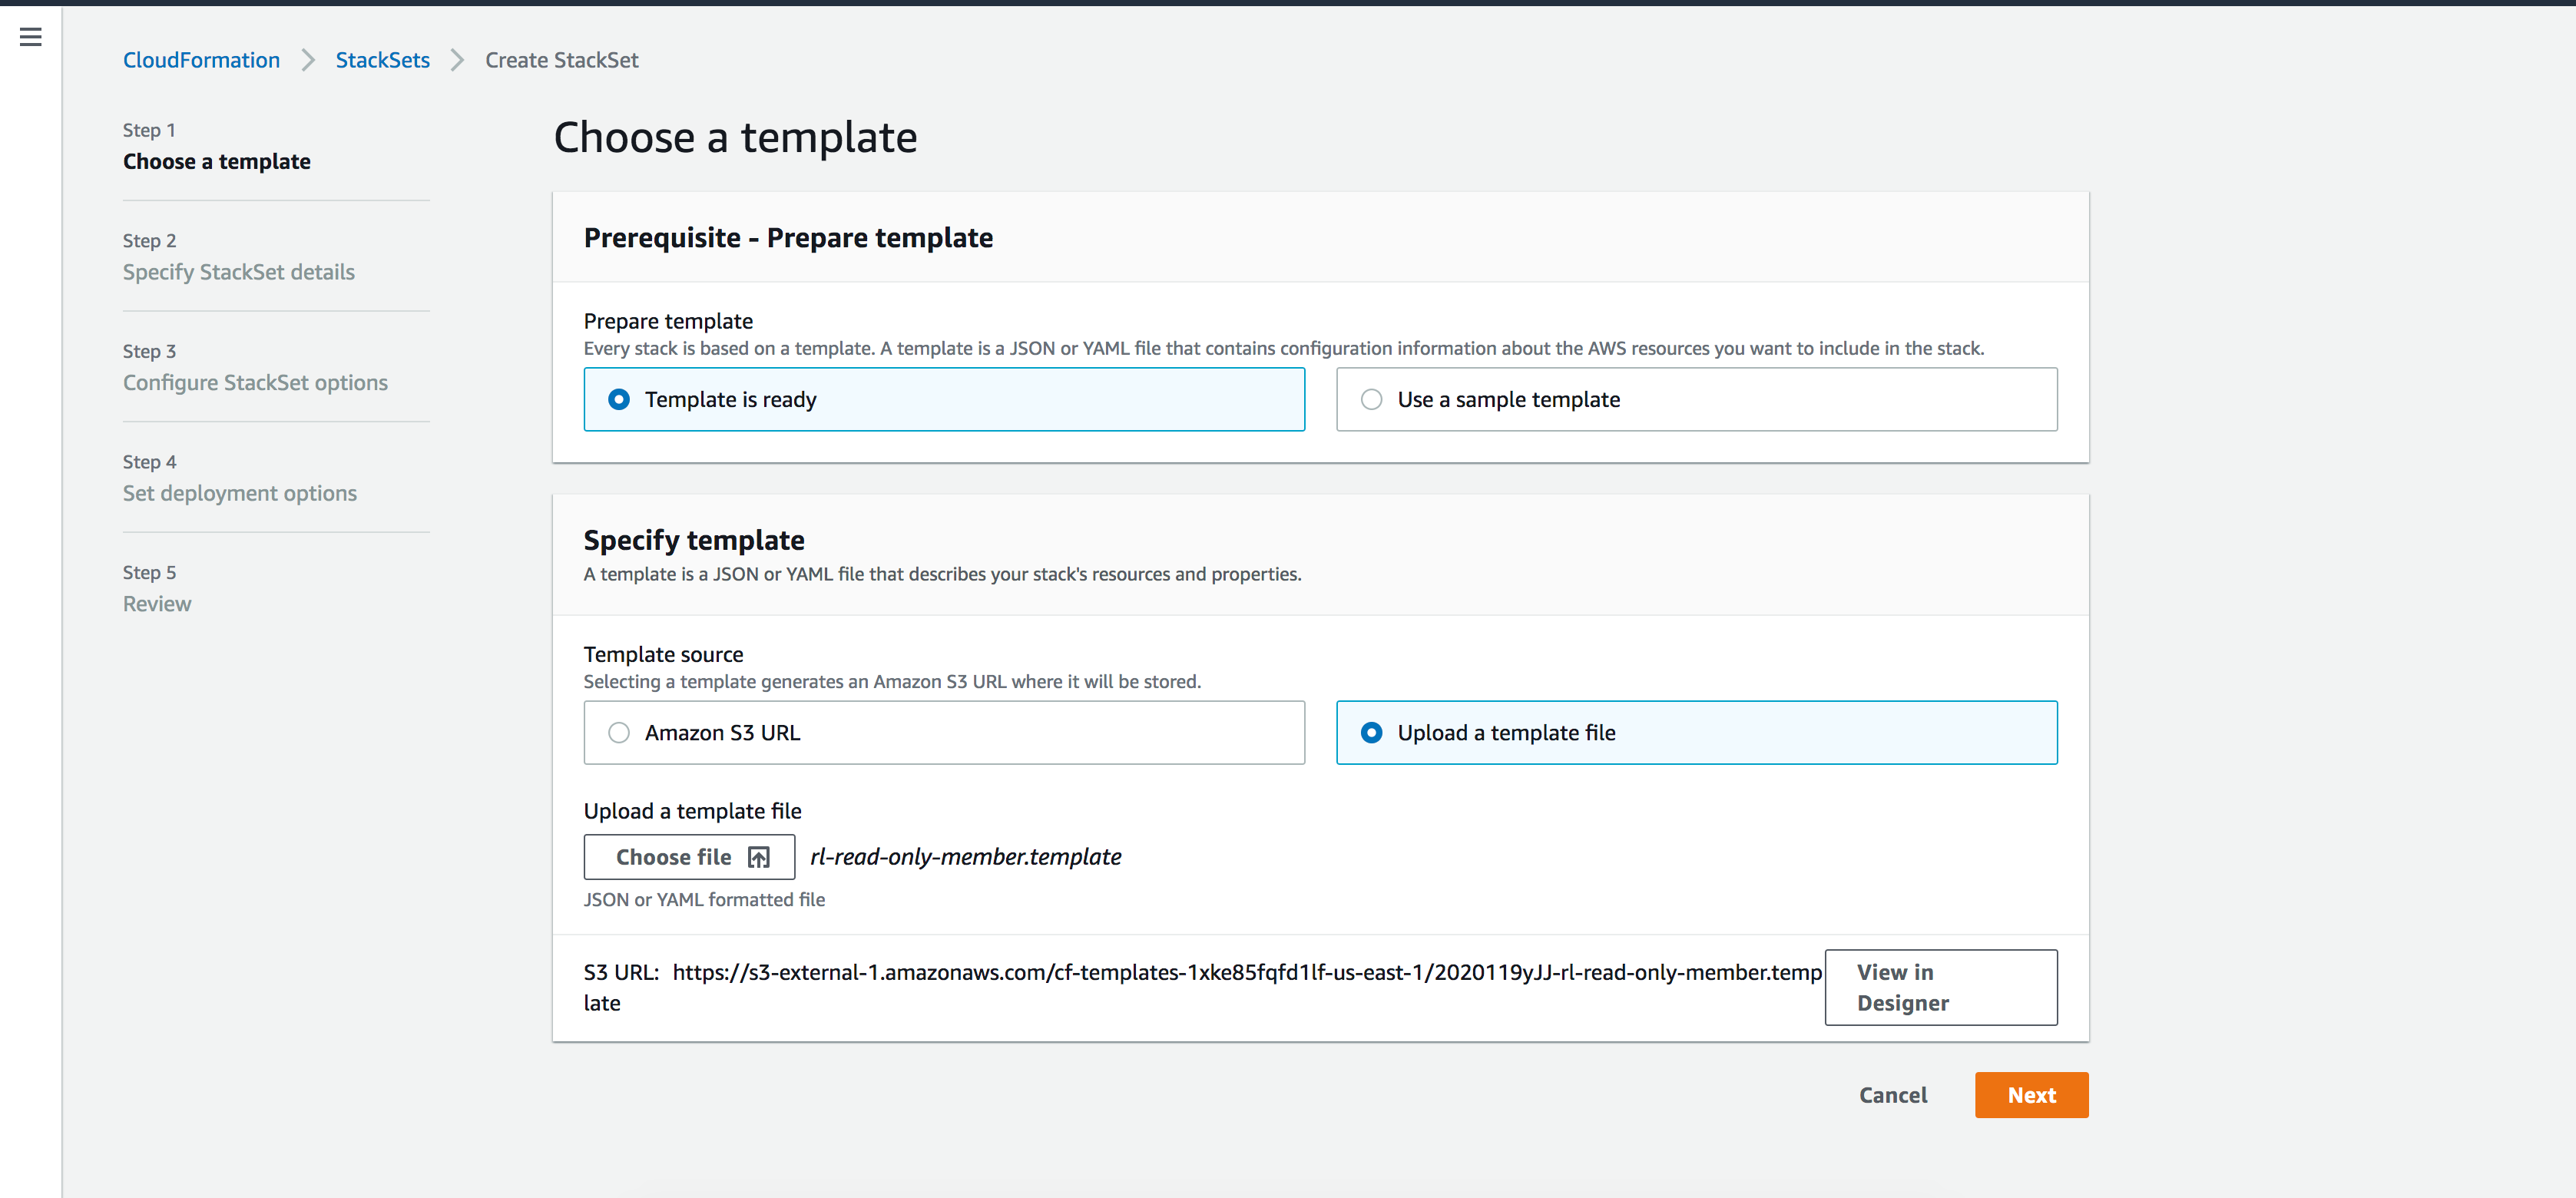 CloudFormation > StackSets > Create StackSet
Step 1
Choose a template
Step 2
Specify StackSet details
Step 3
Configure StackSet options
Step 4
Set deployment options
Step 5
Review
Choose a template
Prerequisite - Prepare template
Prepare template
Every stack is based on a template. A template is a JSON or YAML file that contains configuration information about the AWS resources you want to include in the stack.
Template is ready
Use a sample template
Specify template
A template is a JSON or YAML file that describes your stack's resources and properties.
Template source
Selecting a template generates an Amazon S3 URL where it will be stored.
Amazon S3 URL
Upload a template file
Upload a template file
Choose file rl-read-only-member.template
JSON or YAML formatted file
S3 URL: https://s3-external-1.amazonaws.com/cf-templates-1xke85fqfd1lf-us-east-1/2020119yJJ-rl-read-only-member.temp
late
View in
Designer
Cancel
Next